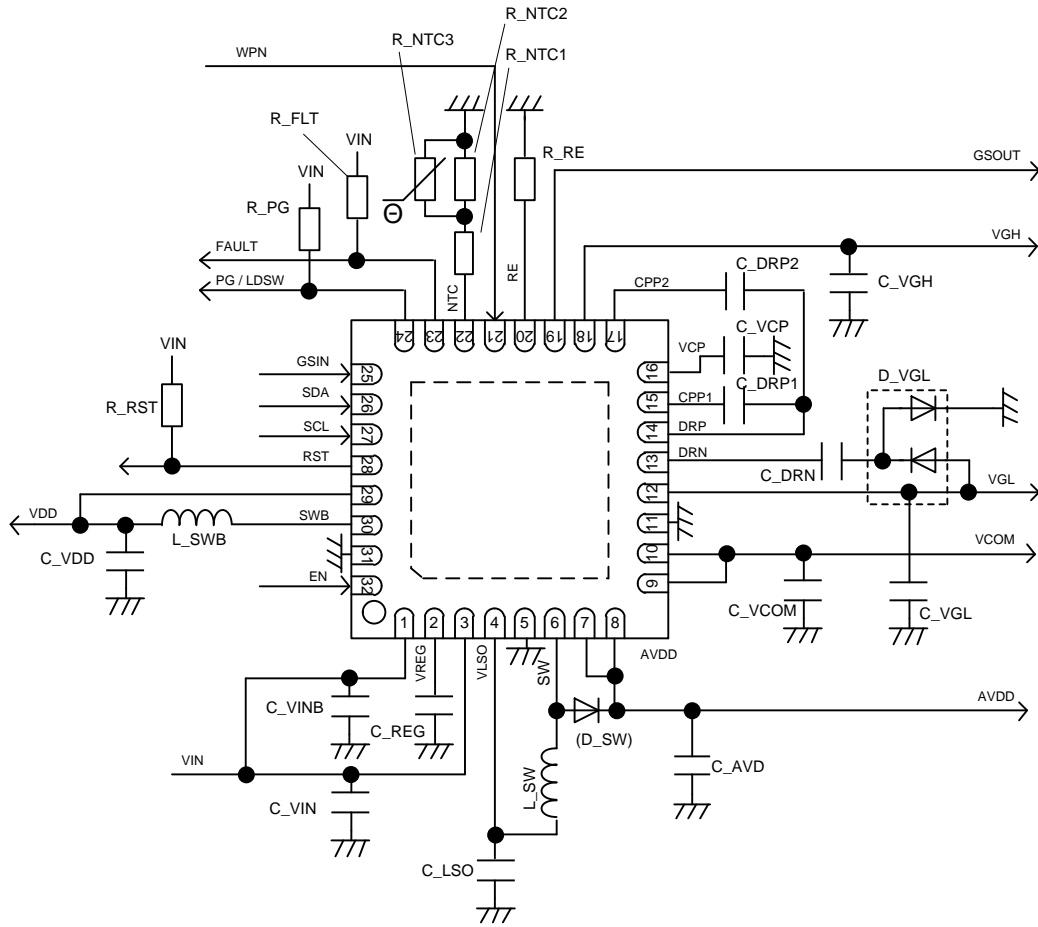 R_NTC2
R_NTC3
R_NTC1
WPN
R_FLT
VIN
VIN
R_PG
R_RE
GSOUT
Θ
FAULT
PG / LDSW
NTC
RE
VGH
CPP2
C_DRP2
C_VGH
24
23
22
21
20
19
18
17
VIN
R_RST
GSIN
SDA
SCL
RST
VDD
SWB
L_SWB
C_VDD
EN
25
26
27
28
29
30
31
32
16
15
14
13
12
11
10
9
VCP
C_VCP
C_DRP1
CPP1
DRP
DRN
C_DRN
D_VGL
VGL
VCOM
C_VCOM
C_VGL
1
2
3
4
5
6
7
8
VREG
VLSO
SW
AVDD
C_VINB
C_REG
(D_SW)
AVDD
VIN
C_VIN
L_SW
C_AVD
C_LSO